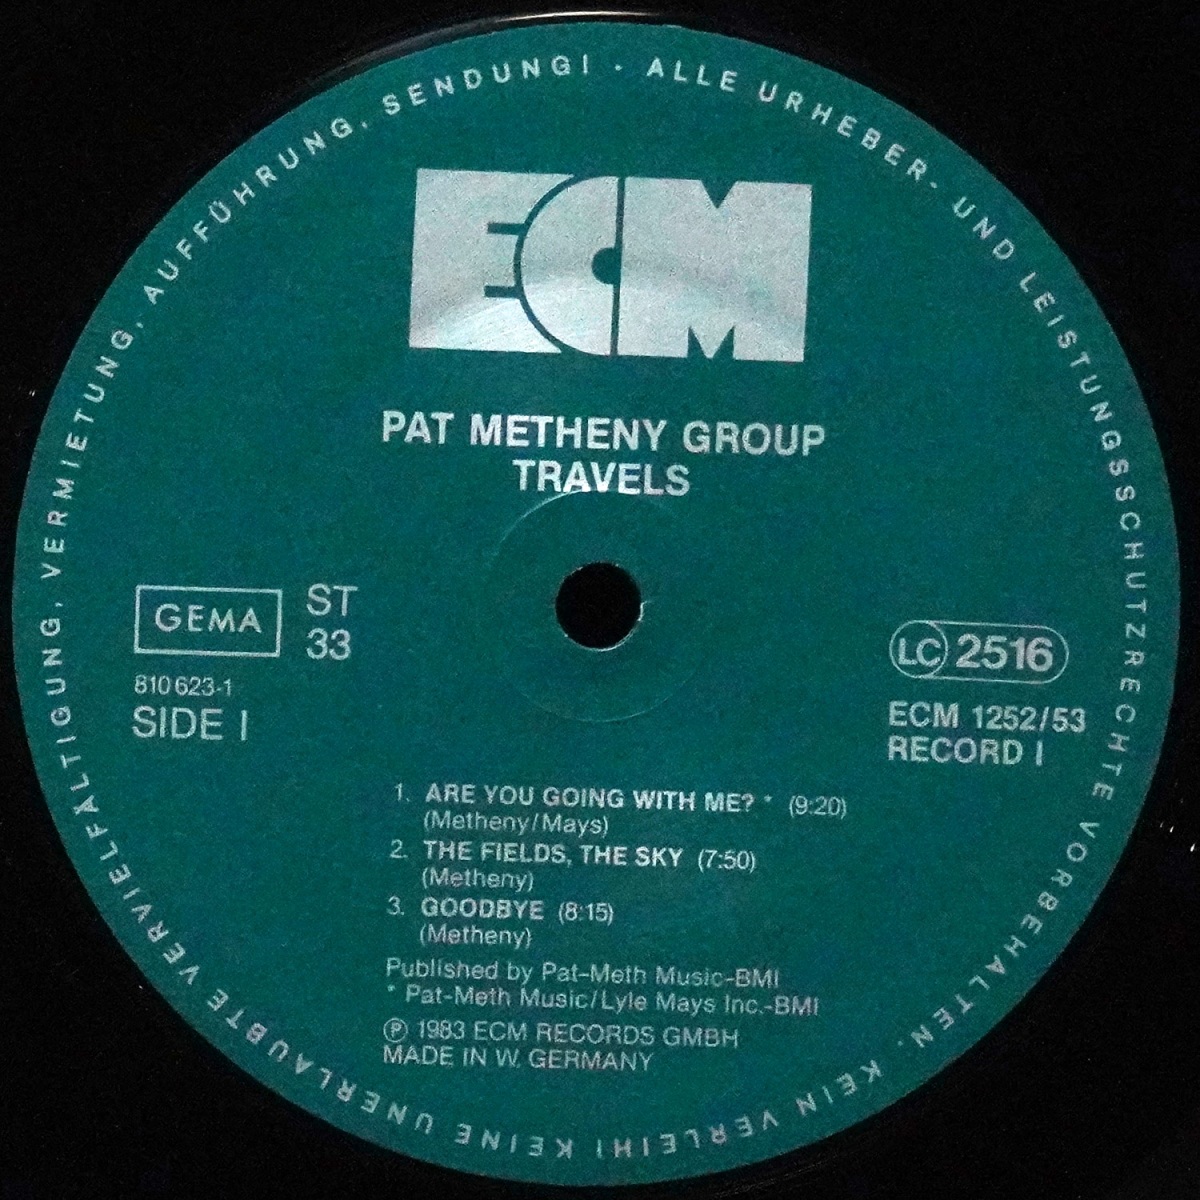 ALLE URHEBER- UND LEISTUNGSSCHUTZRECHTE VORBEHALTEN. KEIN VERLEIH! KEINE UNERLAUBTE VERVIELFÄLTIGUNG, VERMIETUNG, AUFFÜHRUNG, SENDUNG! ·
ECM
PAT METHENY GROUP
TRAVELS
GEMA
ST
33
810 623-1
SIDE I
LC 2516
ECM 1252/53
RECORD I
1. ARE YOU GOING WITH ME? * (9:20)
(Metheny/Mays)
2. THE FIELDS, THE SKY (7:50)
(Metheny)
3. GOODBYE (8:15)
(Metheny)
Published by Pat-Meth Music-BMI
* Pat-Meth Music/Lyle Mays Inc.-BMI
℗ 1983 ECM RECORDS GMBH
MADE IN W. GERMANY